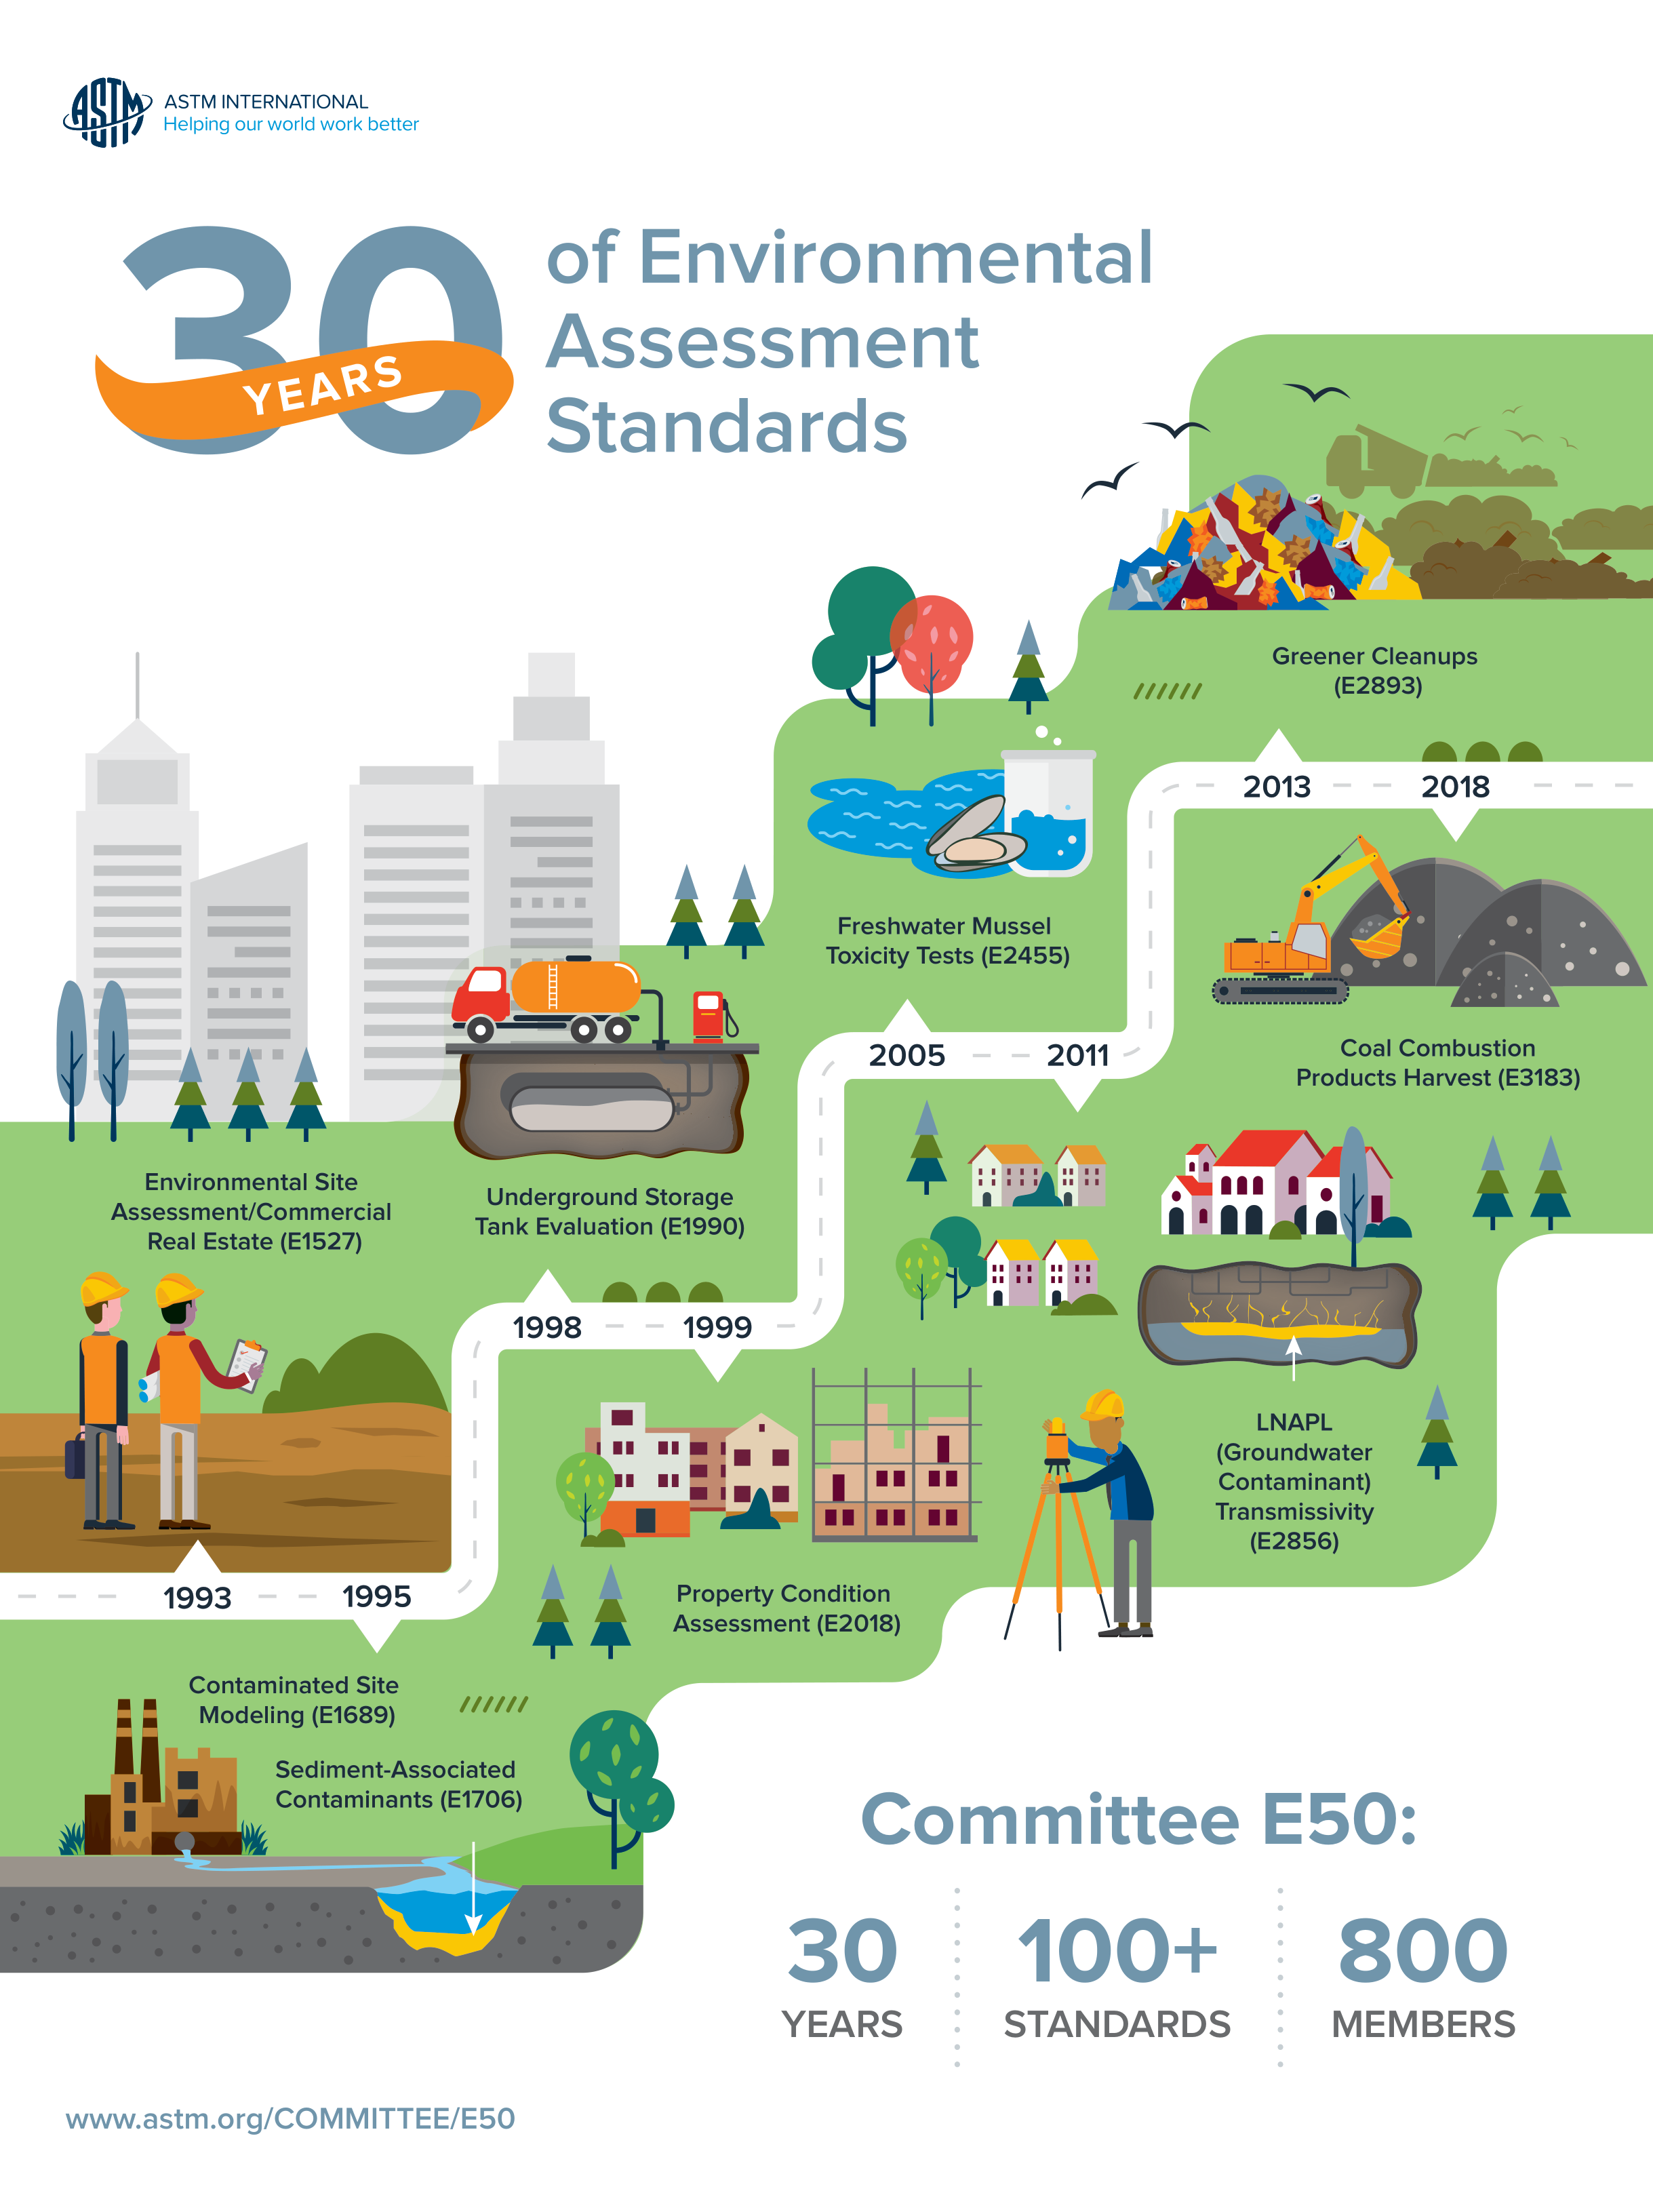 ASTM
ASTM INTERNATIONAL
Helping our world work better
30
YEARS
of Environmental
Assessment
Standards
Greener Cleanups
(E2893)
2013
2018
Freshwater Mussel
Toxicity Tests (E2455)
2005
2011
Coal Combustion
Products Harvest (E3183)
Environmental Site
Assessment/Commercial
Real Estate (E1527)
Underground Storage
Tank Evaluation (E1990)
1998
1999
LNAPL
(Groundwater
Contaminant)
Transmissivity
(E2856)
1993
1995
Property Condition
Assessment (E2018)
Contaminated Site
Modeling (E1689)
Sediment-Associated
Contaminants (E1706)
Committee E50:
30
YEARS
100+
STANDARDS
800
MEMBERS
www.astm.org/COMMITTEE/E50